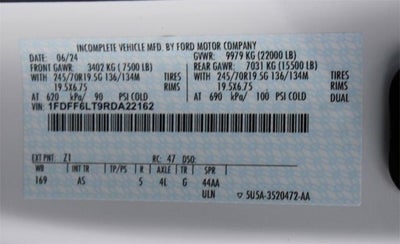 INCOMPLETE VEHICLE MFD. BY FORD MOTOR COMPANY
06/24 GVWR: 9979 KG (22000 LB)
FRONT GAWR: 3402 KG (7500 LB) REAR GAWR: 7031 KG (15500 LB)
WITH 245/70R19.5G 136/134M TIRES WITH 245/70R19.5G 136/134M TIRES
19.5X6.75 RIMS 19.5X6.75 RIMS
AT 620 kPa/ 90 PSI COLD AT 690 kPa/ 100 PSI COLD DUAL
1FDFF6LT9RDA22162
EXT PNT: Z1 RC: 47 DSO:
WB INT TR TP/PS R AXLE TR SPR
169 AS 5 4L G 44AA
ULN 5U5A-3520472-AA